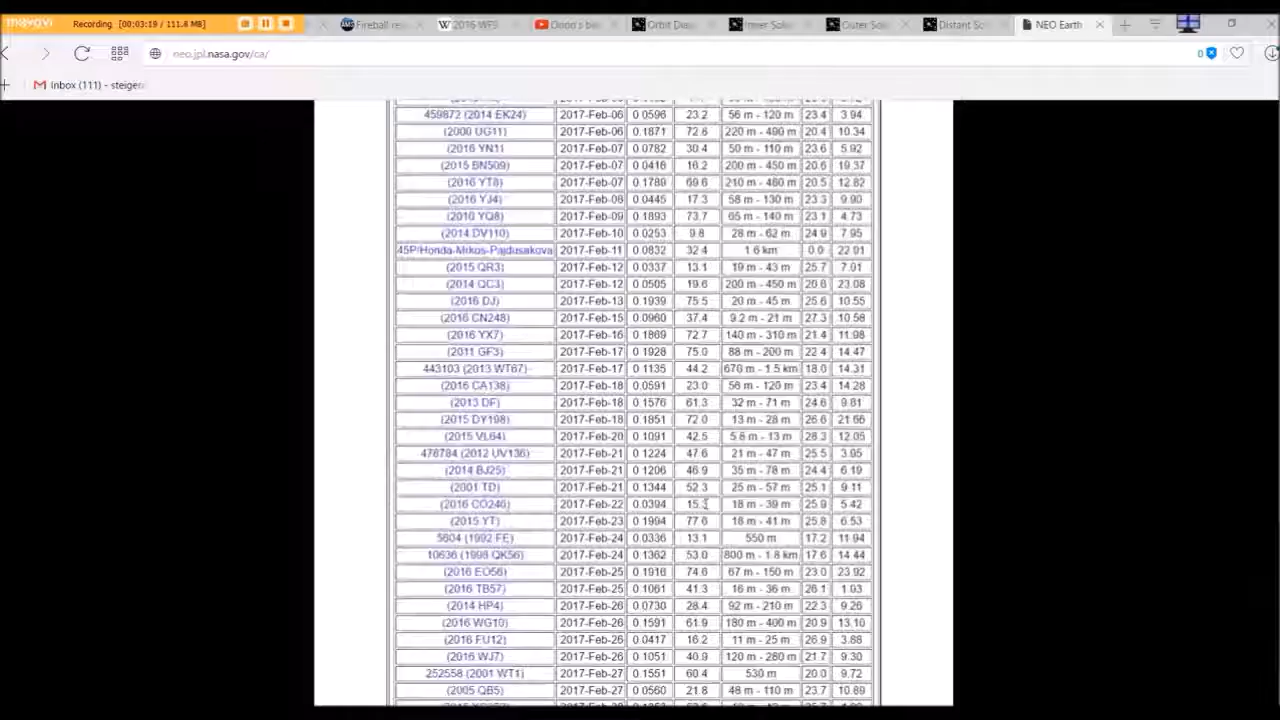 movavi Recording [00:03:19 / 111.8 MB]
Fireball re
2016 WF9
Dooo's be
Orbit Dia
Inner Sol
Outer Sol
Distant So
NEO Earth
neo.jpl.nasa.gov/ca/
0
Inbox (111) - steiger
459872 (2014 EK24) 2017-Feb-06 0.0596 23.2 56 m - 120 m 23.4 3.94
(2000 UG11) 2017-Feb-06 0.1871 72.8 220 m - 490 m 20.4 10.34
(2016 YN1) 2017-Feb-07 0.0782 30.4 50 m - 110 m 23.6 5.92
(2015 BN509) 2017-Feb-07 0.0416 16.2 200 m - 450 m 20.6 19.37
(2016 YT8) 2017-Feb-07 0.1789 69.6 210 m - 460 m 20.5 12.82
(2016 YJ4) 2017-Feb-08 0.0445 17.3 58 m - 130 m 23.3 9.90
(2016 YQ8) 2017-Feb-09 0.1893 73.7 65 m - 140 m 23.1 4.73
(2014 DV110) 2017-Feb-10 0.0253 9.8 28 m - 62 m 24.9 7.95
45P/Honda-Mrkos-Pajdusakova 2017-Feb-11 0.0832 32.4 1.6 km 0.0 22.91
(2015 QR3) 2017-Feb-12 0.0337 13.1 19 m - 43 m 25.7 7.01
(2014 QC3) 2017-Feb-12 0.0505 19.6 200 m - 450 m 20.6 23.08
(2016 DJ) 2017-Feb-13 0.1939 75.5 20 m - 45 m 25.6 10.55
(2016 CN248) 2017-Feb-15 0.0960 37.4 9.2 m - 21 m 27.3 10.58
(2016 YX7) 2017-Feb-16 0.1869 72.7 140 m - 310 m 21.4 11.98
(2011 GF3) 2017-Feb-17 0.1928 75.0 88 m - 200 m 22.4 14.47
443103 (2013 WT67) 2017-Feb-17 0.1135 44.2 670 m - 1.5 km 18.0 14.31
(2016 CA138) 2017-Feb-18 0.0591 23.0 56 m - 120 m 23.4 14.28
(2013 DF) 2017-Feb-18 0.1576 61.3 32 m - 71 m 24.6 9.81
(2015 DY198) 2017-Feb-18 0.1851 72.0 13 m - 28 m 26.6 21.66
(2015 VL64) 2017-Feb-20 0.1091 42.5 5.8 m - 13 m 28.3 12.05
478784 (2012 UV136) 2017-Feb-21 0.1224 47.6 21 m - 47 m 25.5 3.95
(2014 BJ25) 2017-Feb-21 0.1206 46.9 35 m - 78 m 24.4 6.19
(2001 TD) 2017-Feb-21 0.1344 52.3 25 m - 57 m 25.1 9.11
(2016 CO246) 2017-Feb-22 0.0394 15.3 18 m - 39 m 25.9 5.42
(2015 YT) 2017-Feb-23 0.1994 77.6 18 m - 41 m 25.8 6.53
5604 (1992 FE) 2017-Feb-24 0.0336 13.1 550 m 17.2 11.94
10636 (1998 QK56) 2017-Feb-24 0.1362 53.0 800 m - 1.8 km 17.6 14.44
(2016 EO56) 2017-Feb-25 0.1916 74.6 67 m - 150 m 23.0 23.92
(2016 TB57) 2017-Feb-25 0.1061 41.3 16 m - 36 m 26.1 1.03
(2014 HP4) 2017-Feb-26 0.0730 28.4 92 m - 210 m 22.3 9.26
(2016 WG10) 2017-Feb-26 0.1591 61.9 180 m - 400 m 20.9 13.10
(2016 FU12) 2017-Feb-26 0.0417 16.2 11 m - 25 m 26.9 3.88
(2016 WJ7) 2017-Feb-26 0.1051 40.9 120 m - 280 m 21.7 9.30
252558 (2001 WT1) 2017-Feb-27 0.1551 60.4 530 m 20.0 9.72
(2005 QB5) 2017-Feb-27 0.0560 21.8 48 m - 110 m 23.7 10.89